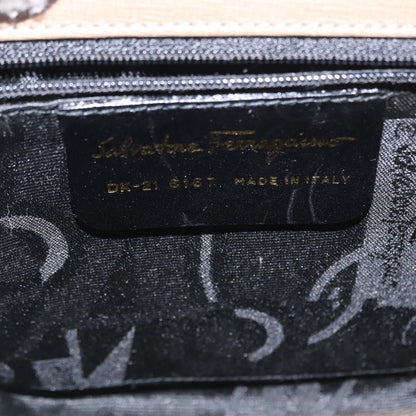 Salvatore Ferragamo
DK-21 6167 MADE IN ITALY